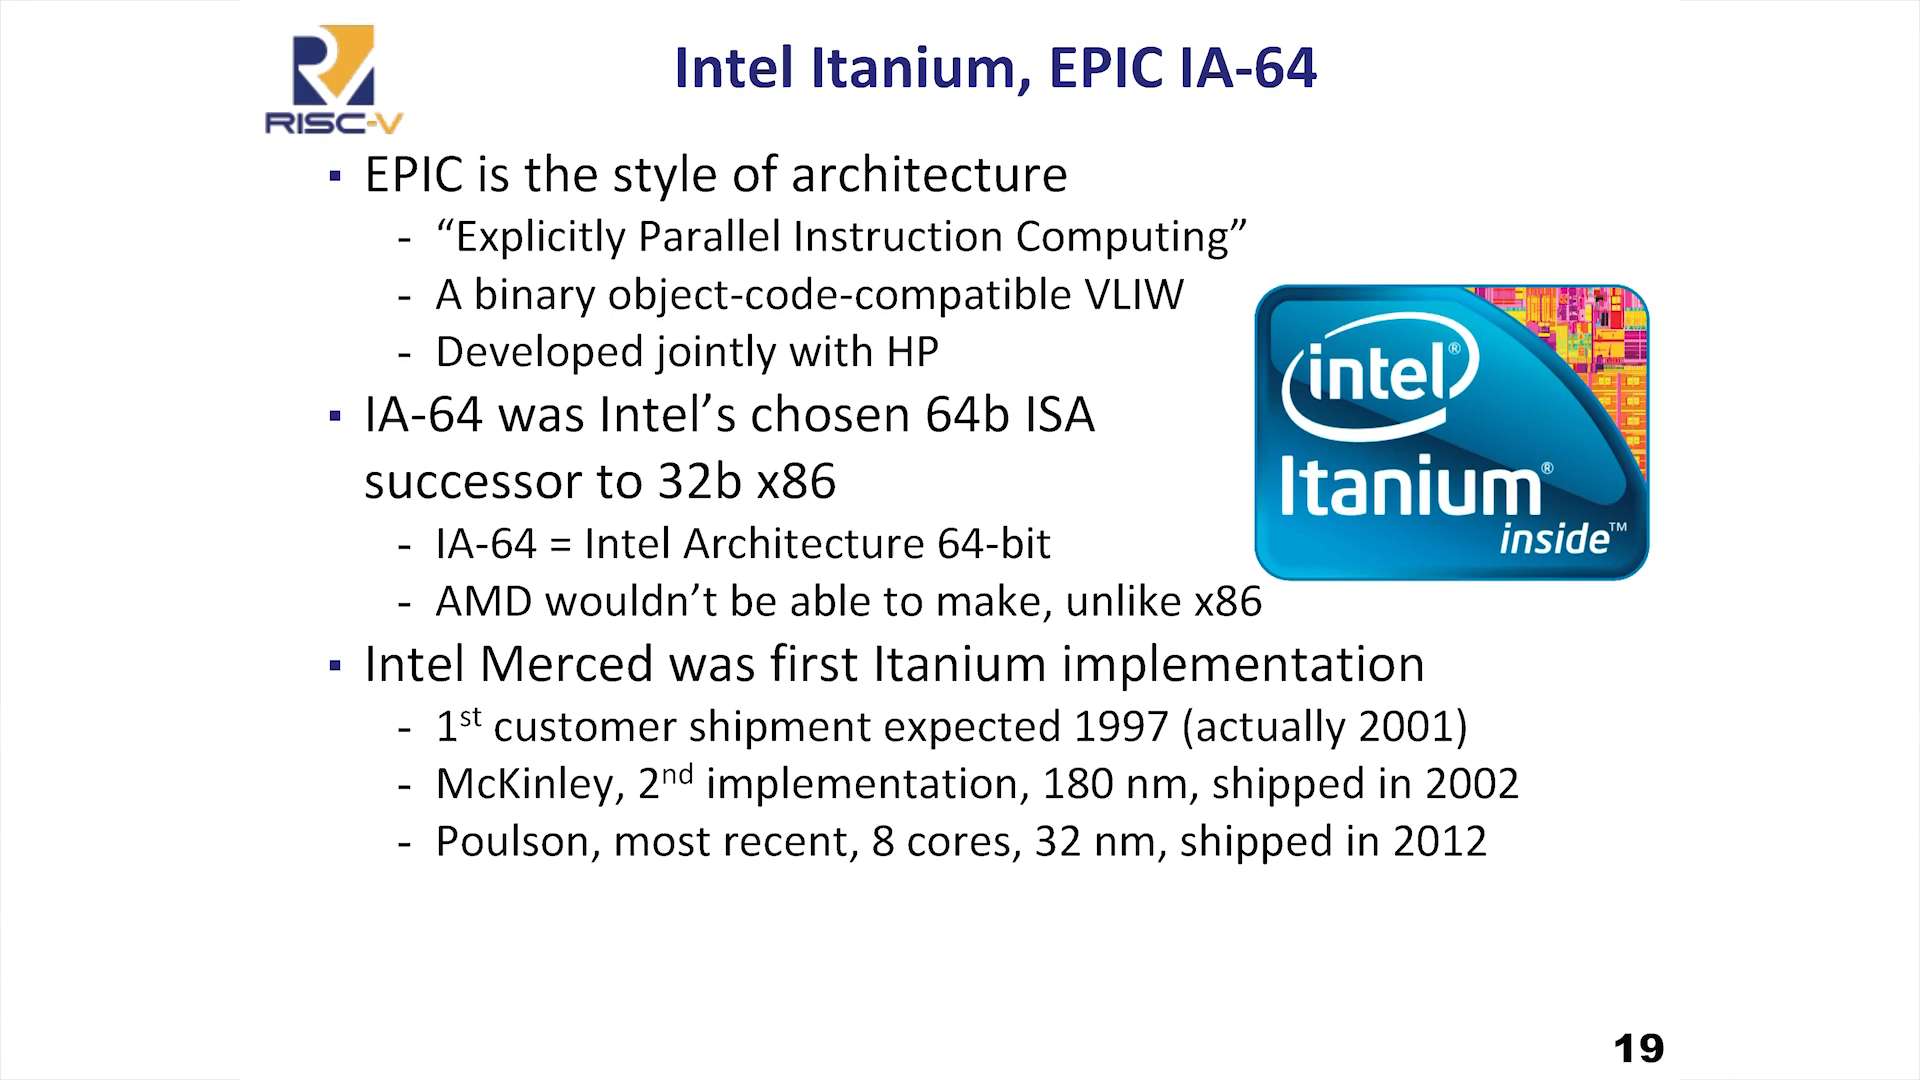 RISC-V
Intel Itanium, EPIC IA-64
▪ EPIC is the style of architecture
- “Explicitly Parallel Instruction Computing”
- A binary object-code-compatible VLIW
- Developed jointly with HP
▪ IA-64 was Intel’s chosen 64b ISA
successor to 32b x86
- IA-64 = Intel Architecture 64-bit
- AMD wouldn’t be able to make, unlike x86
▪ Intel Merced was first Itanium implementation
- 1st customer shipment expected 1997 (actually 2001)
- McKinley, 2nd implementation, 180 nm, shipped in 2002
- Poulson, most recent, 8 cores, 32 nm, shipped in 2012
intel®
Itanium®
inside™
19